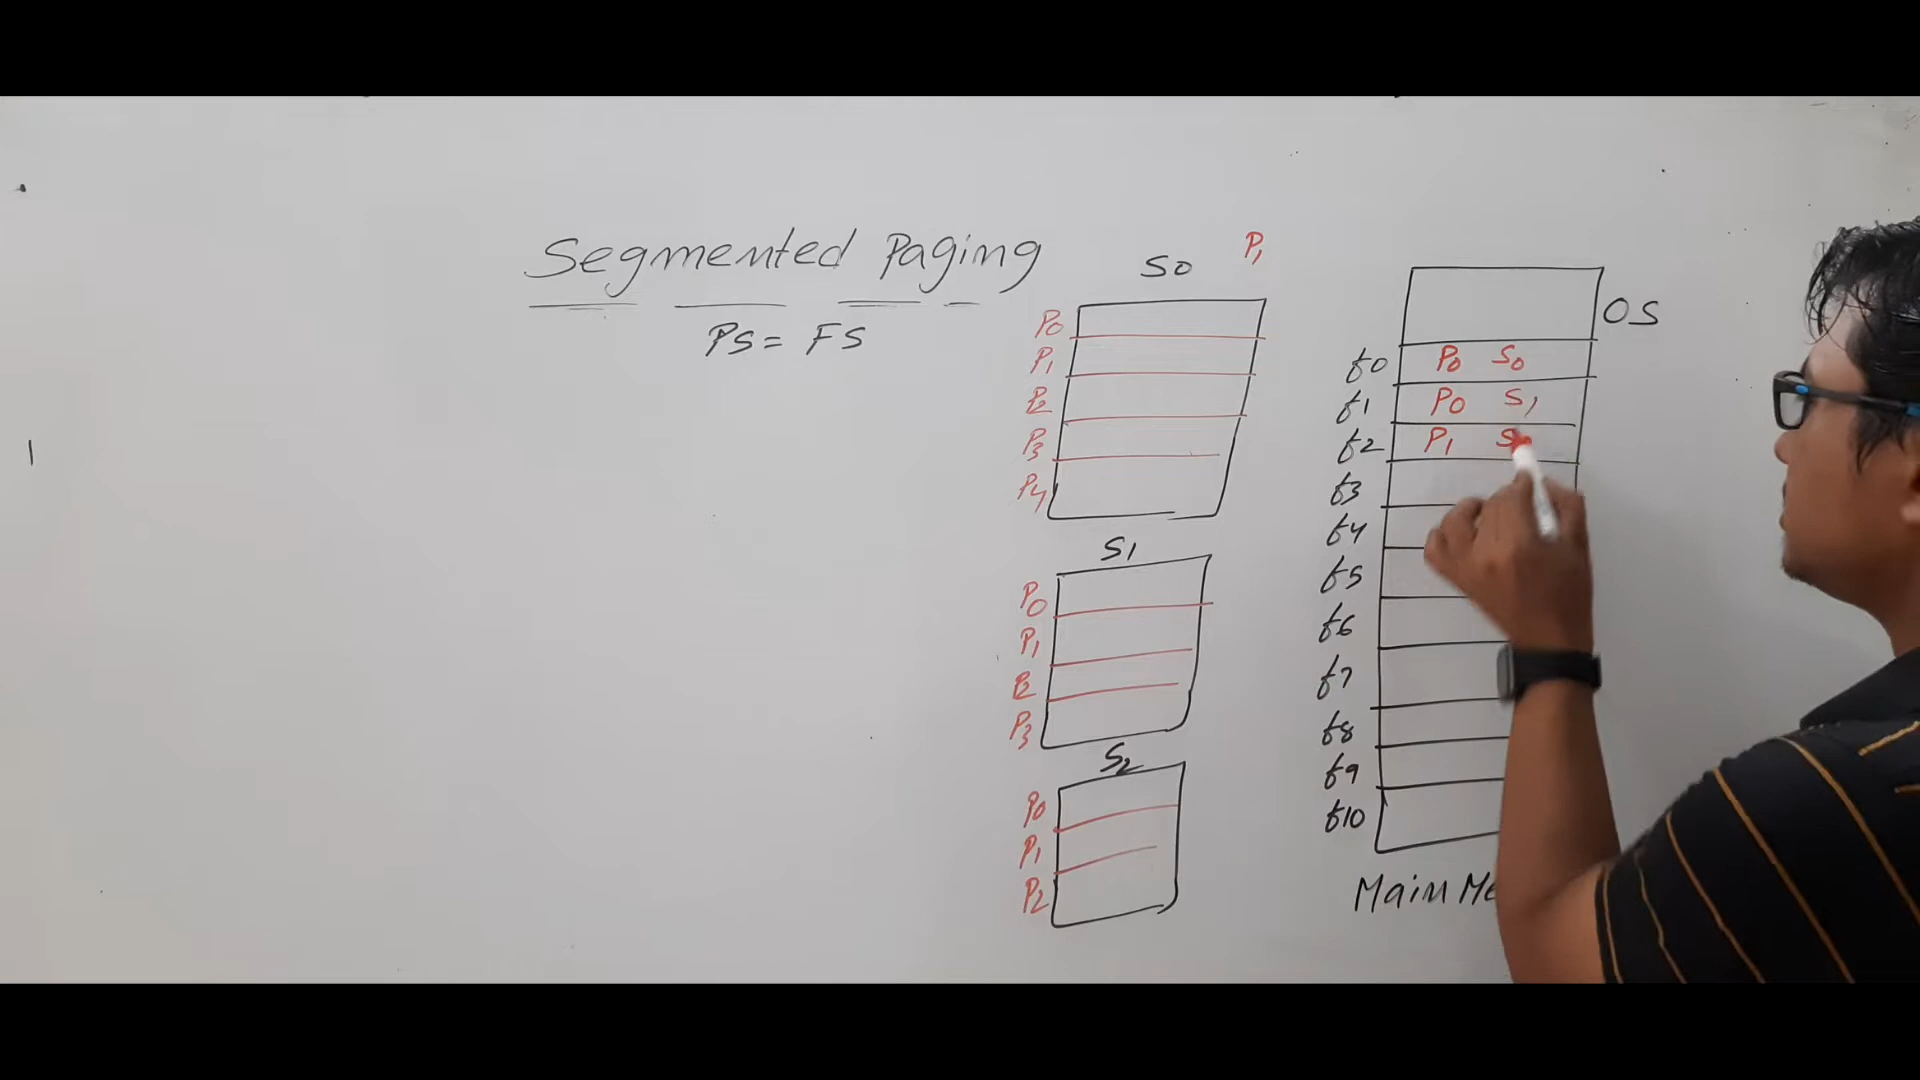 Segmented Paging
PS = FS
S0 P1
P0
P1
P2
P3
P4
S1
P0
P1
P2
P3
S2
P0
P1
P2
OS
f0 P0 S0
f1 P0 S1
f2 P1
f3
f4
f5
f6
f7
f8
f9
f10
Main